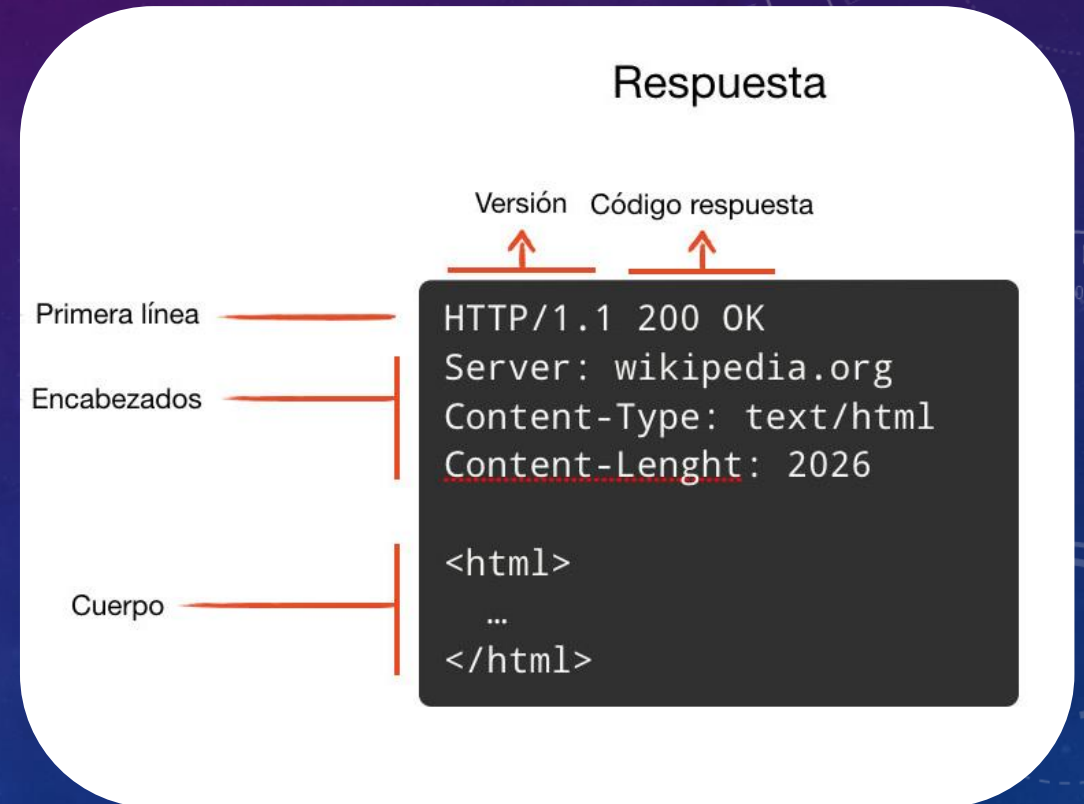 Respuesta
Versión Código respuesta
Primera línea
HTTP/1.1 200 OK
Encabezados
Server: wikipedia.org
Content-Type: text/html
Content-Lenght: 2026
Cuerpo
<html>
…
</html>